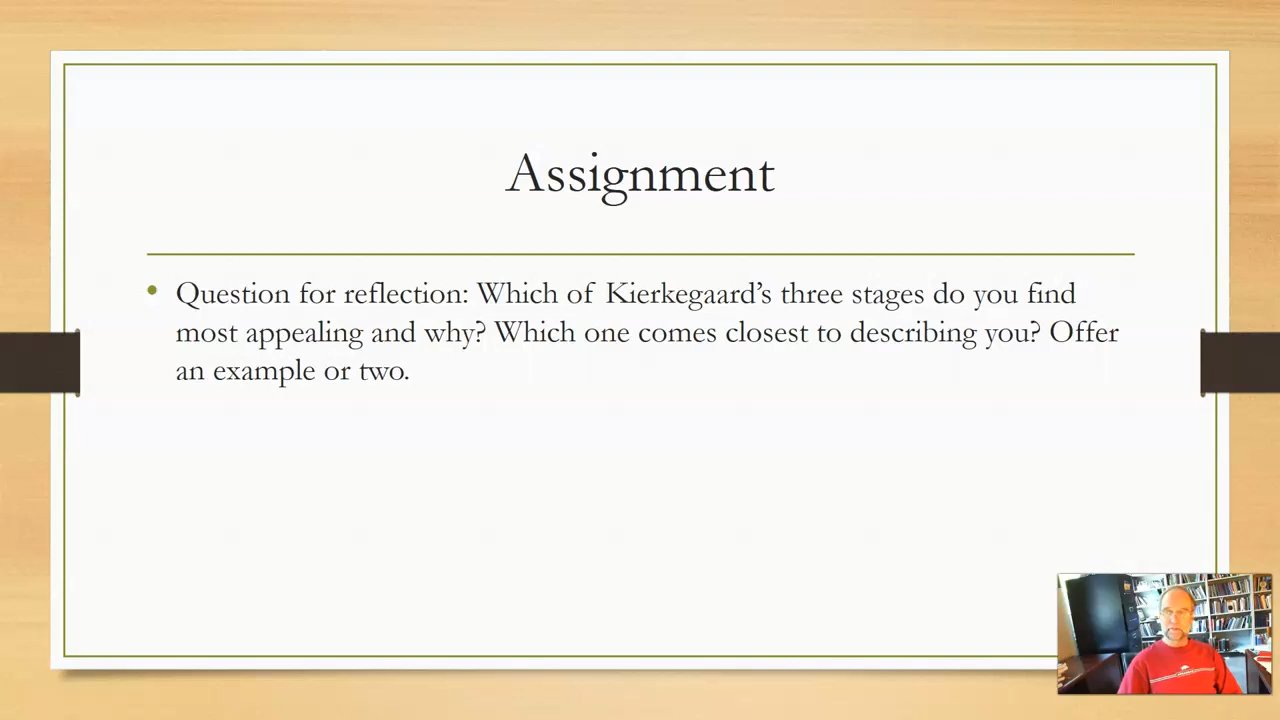 Assignment
• Question for reflection: Which of Kierkegaard’s three stages do you find
most appealing and why? Which one comes closest to describing you? Offer
an example or two.